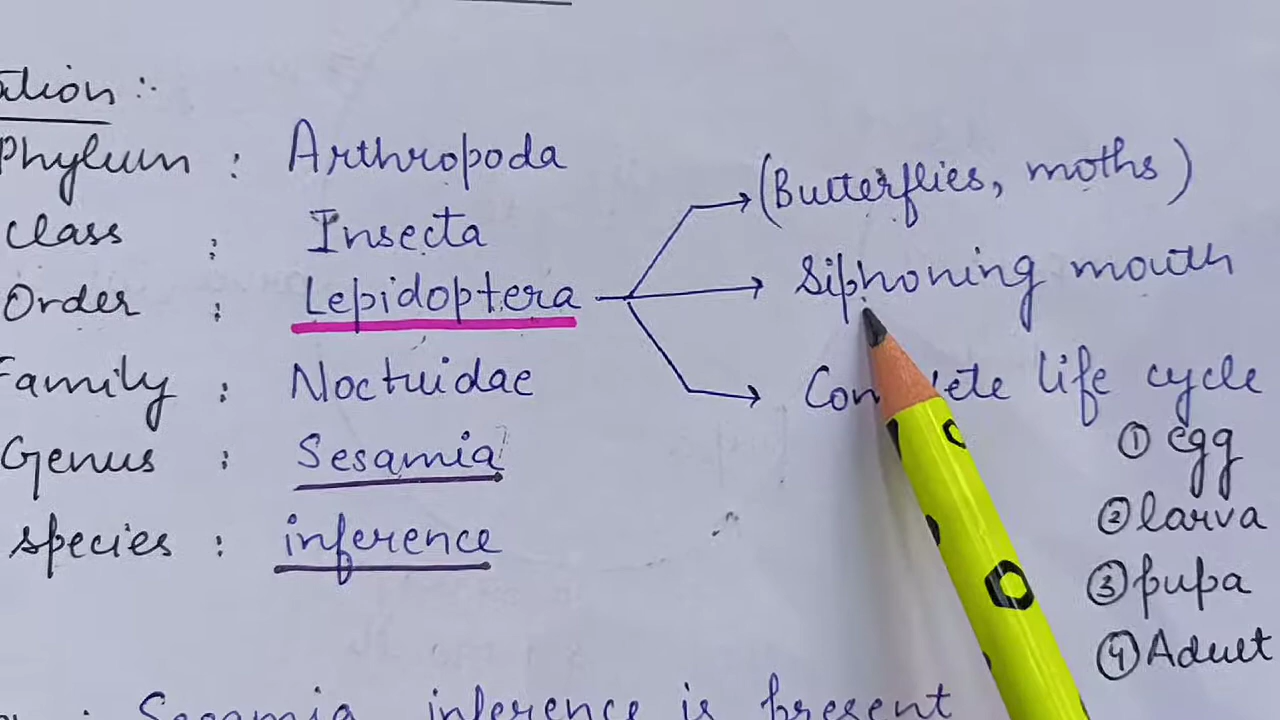 ation :-
Phylum : Arthropoda
Class : Insecta
Order : Lepidoptera
Family : Noctuidae
Genus : Sesamia
species : inference
(Butterflies, moths)
Siphoning mouth
life cycle
① egg
② larva
③ pupa
④ Adult
: Sesamia inference is present